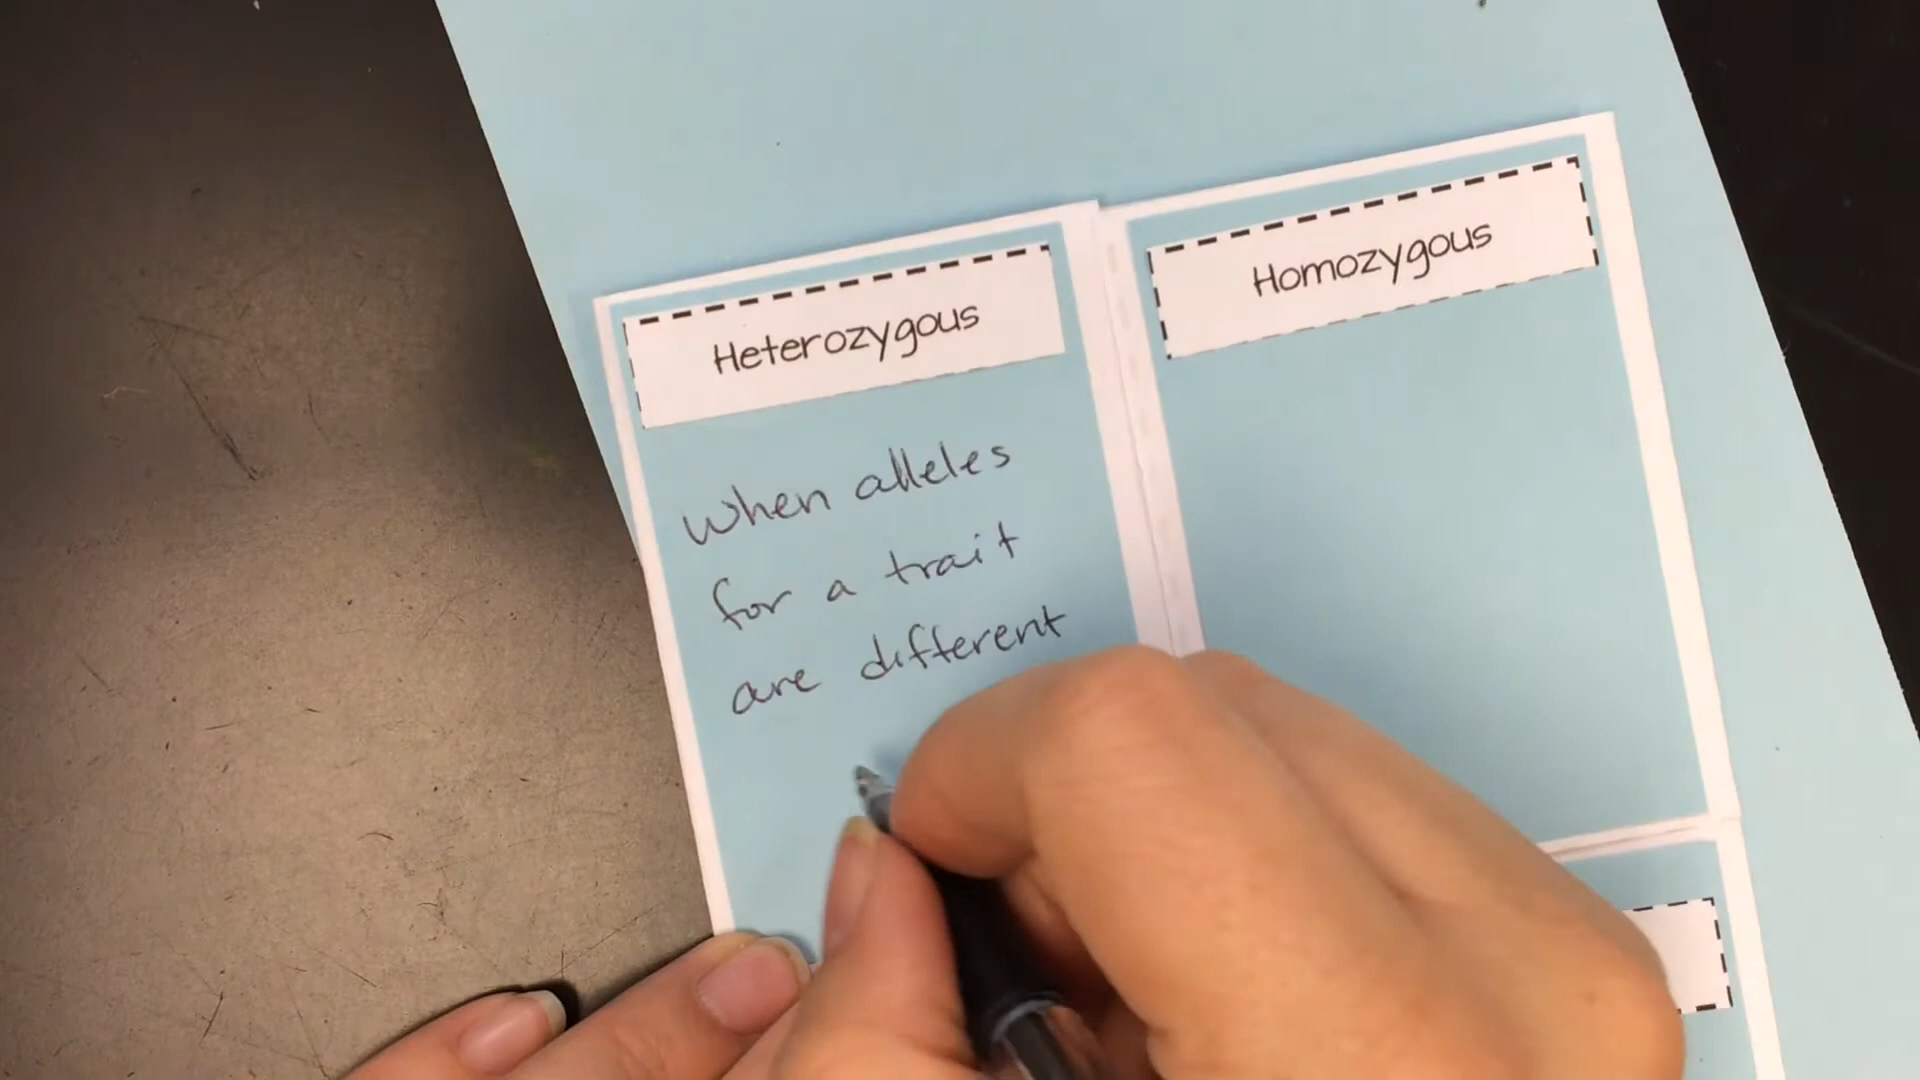 Heterozygous
When alleles
for a trait
are different
Homozygous